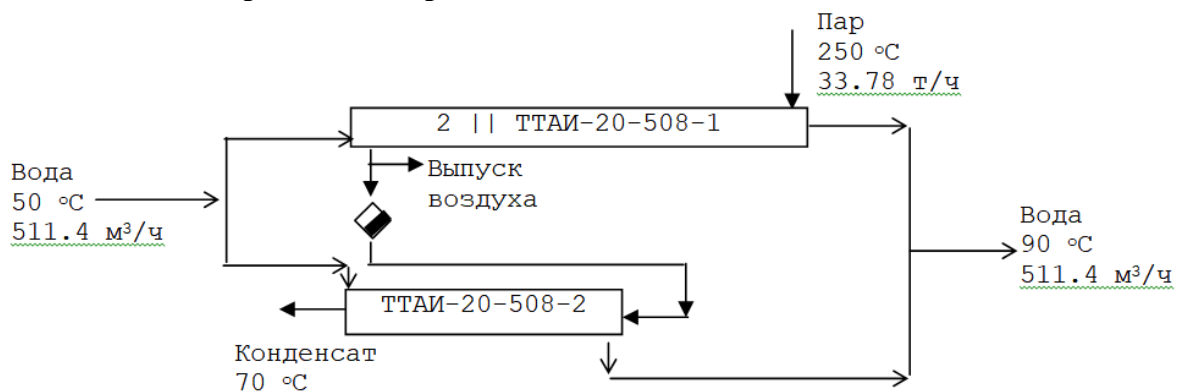 Пар
250 °C
33.78 т/ч
2 || ТТАИ-20-508-1
Выпуск
воздуха
Вода
50 °C
511.4 м³/ч
Вода
90 °C
511.4 м³/ч
ТТАИ-20-508-2
Конденсат
70 °C